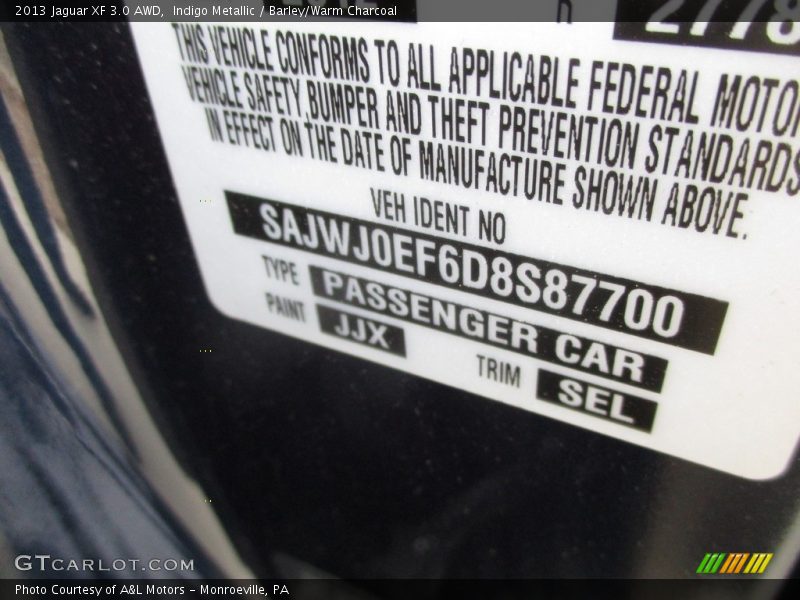 2013 Jaguar XF 3.0 AWD, Indigo Metallic / Barley/Warm Charcoal
THIS VEHICLE CONFORMS TO ALL APPLICABLE FEDERAL MOTOR
VEHICLE SAFETY, BUMPER AND THEFT PREVENTION STANDARDS
IN EFFECT ON THE DATE OF MANUFACTURE SHOWN ABOVE.
VEH IDENT NO
SAJWJ0EF6D8S87700
TYPE PASSENGER CAR
PAINT JJX TRIM SEL
GTCARLOT.COM
Photo Courtesy of A&L Motors - Monroeville, PA